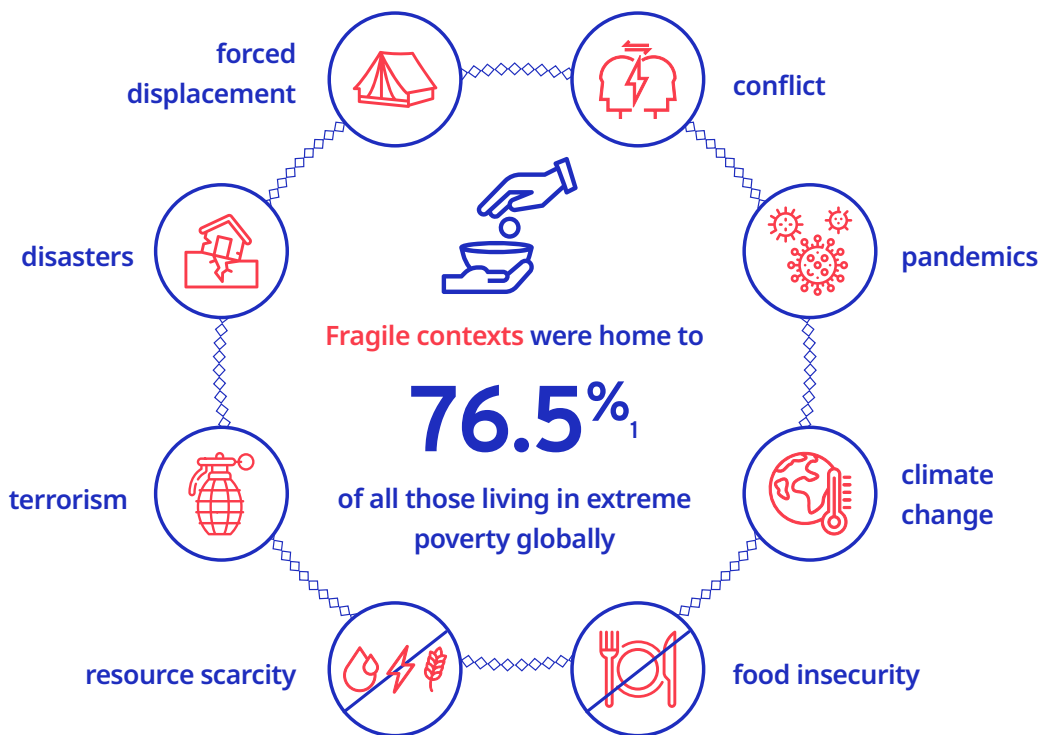 forced
displacement
conflict
disasters
pandemics
Fragile contexts were home to
76.5%1
of all those living in extreme
poverty globally
terrorism
climate
change
resource scarcity
food insecurity